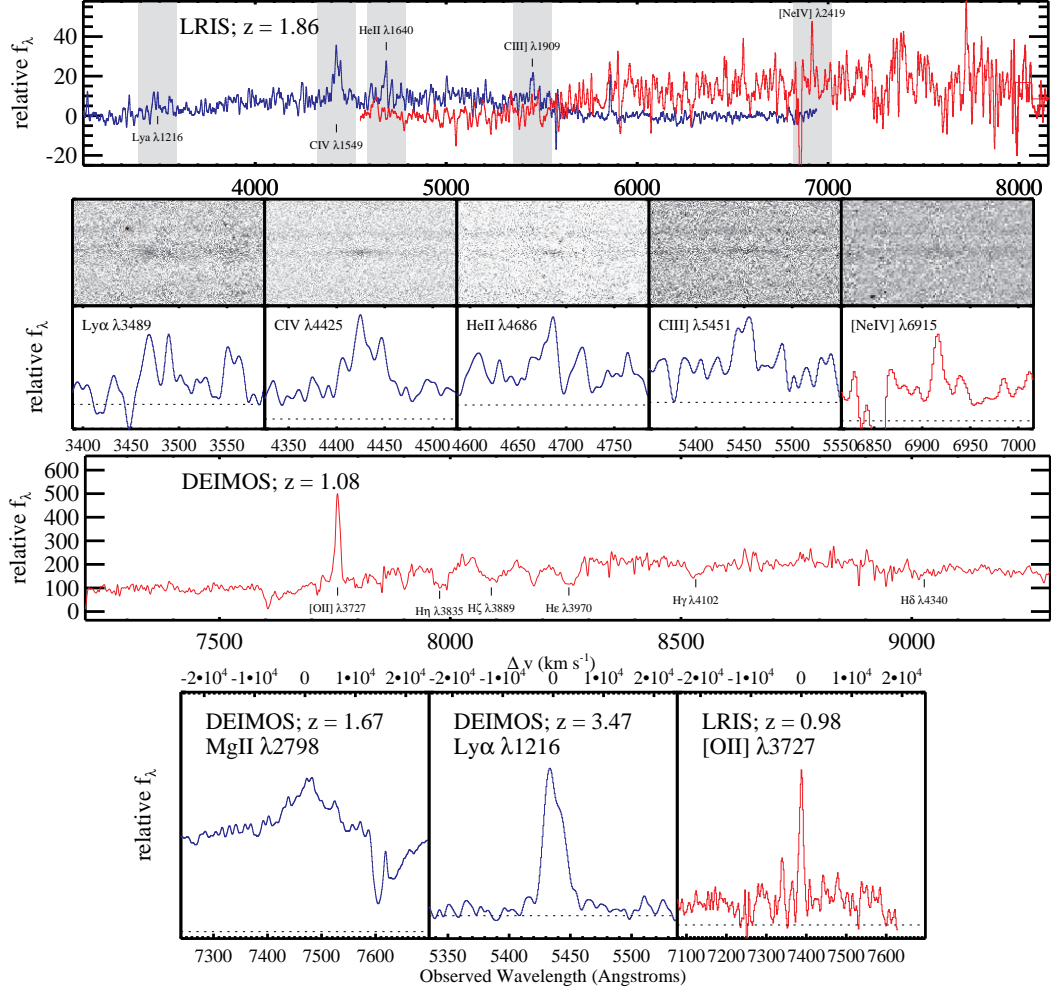 LRIS; z = 1.86
HeII λ1640
CIII] λ1909
[NeIV] λ2419
Lya λ1216
CIV λ1549
relative fλ
40
20
0
-20
4000 5000 6000 7000 8000
Lyα λ3489
CIV λ4425
HeII λ4686
CIII] λ5451
[NeIV] λ6915
relative fλ
3400 3450 3500 3550
4350 4400 4450 4500
4600 4650 4700 4750
5400 5450 5500 5550
6850 6900 6950 7000
DEIMOS; z = 1.08
relative fλ
600
500
400
300
200
100
0
[OII] λ3727
Hη λ3835
Hζ λ3889
Hε λ3970
Hγ λ4102
Hδ λ4340
7500 8000 8500 9000
Δ v (km s⁻¹)
-2•10⁴ -1•10⁴ 0 1•10⁴ 2•10⁴
-2•10⁴ -1•10⁴ 0 1•10⁴ 2•10⁴
-2•10⁴ -1•10⁴ 0 1•10⁴ 2•10⁴
DEIMOS; z = 1.67
MgII λ2798
DEIMOS; z = 3.47
Lyα λ1216
LRIS; z = 0.98
[OII] λ3727
relative fλ
7300 7400 7500 7600
5350 5400 5450 5500
7100 7200 7300 7400 7500 7600
Observed Wavelength (Angstroms)